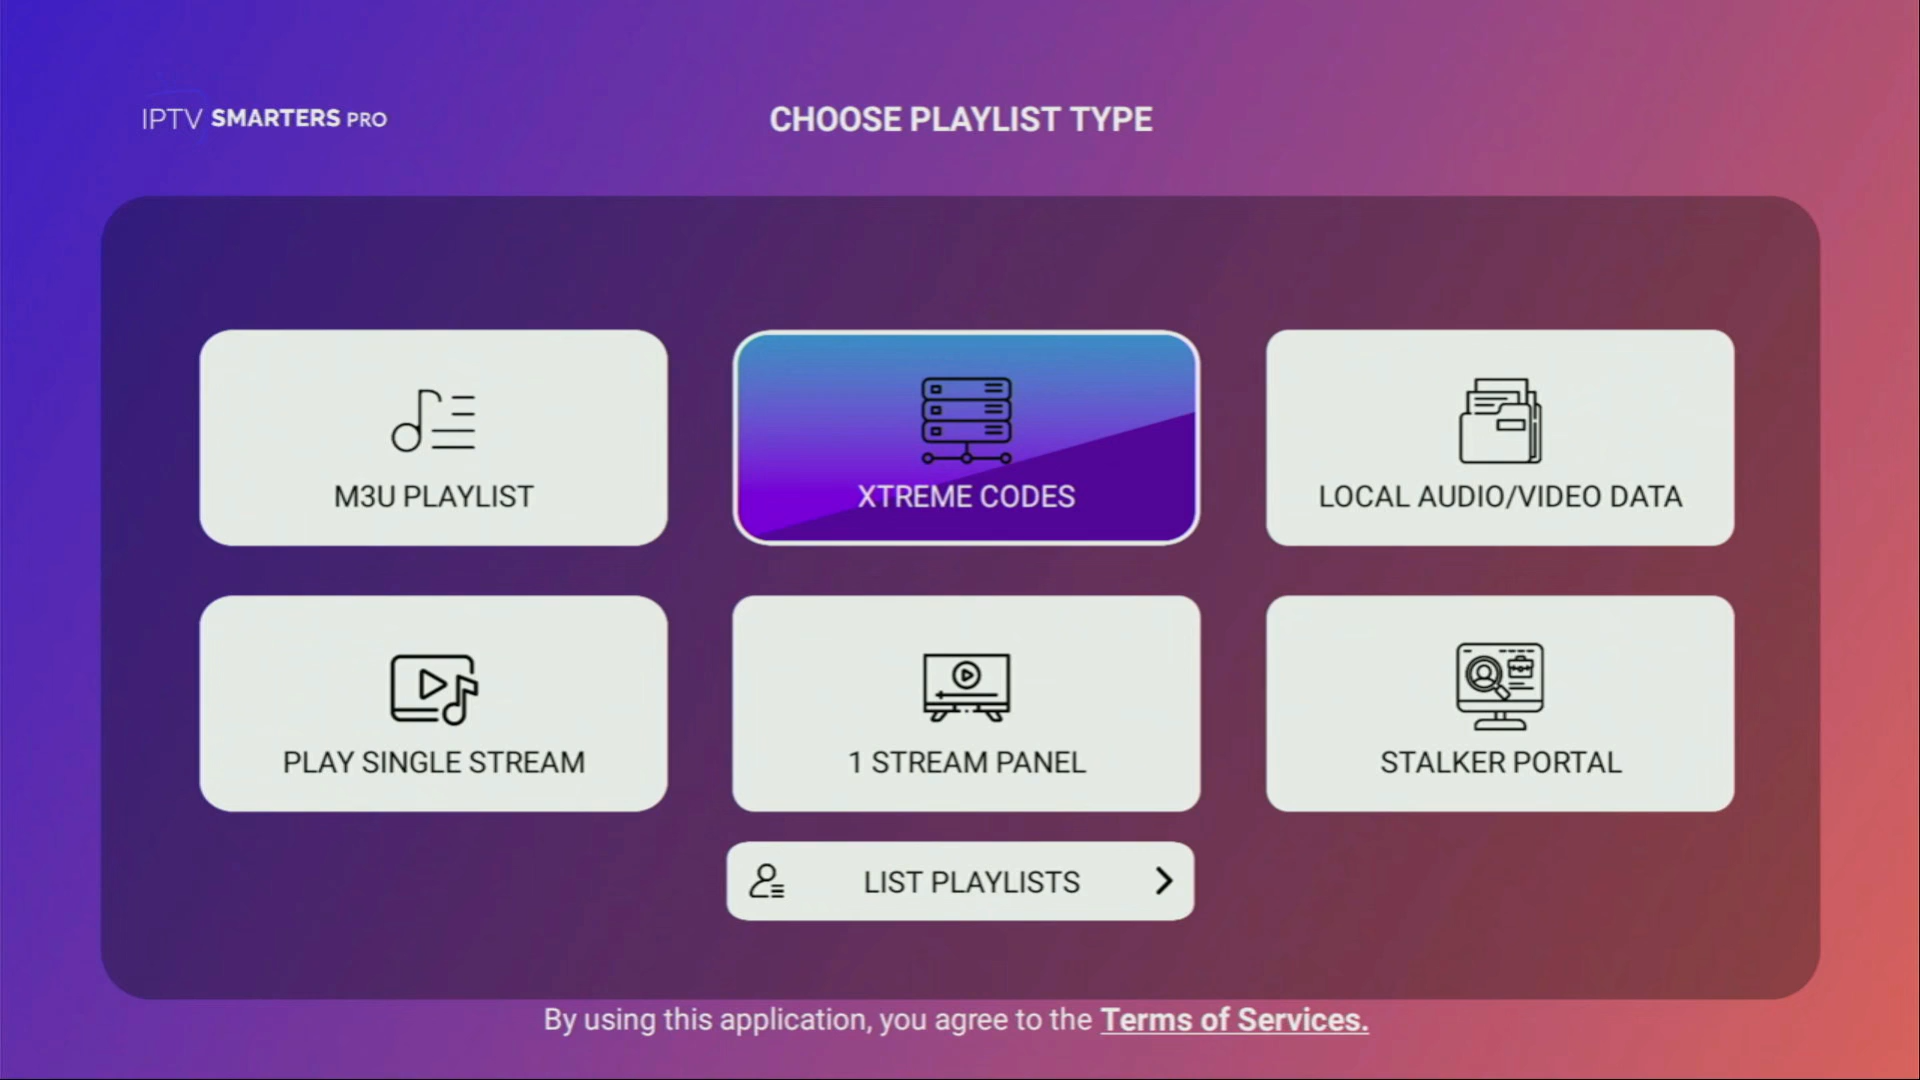 IPTV SMARTERS PRO
CHOOSE PLAYLIST TYPE
M3U PLAYLIST
XTREME CODES
LOCAL AUDIO/VIDEO DATA
PLAY SINGLE STREAM
1 STREAM PANEL
STALKER PORTAL
LIST PLAYLISTS
By using this application, you agree to the Terms of Services.